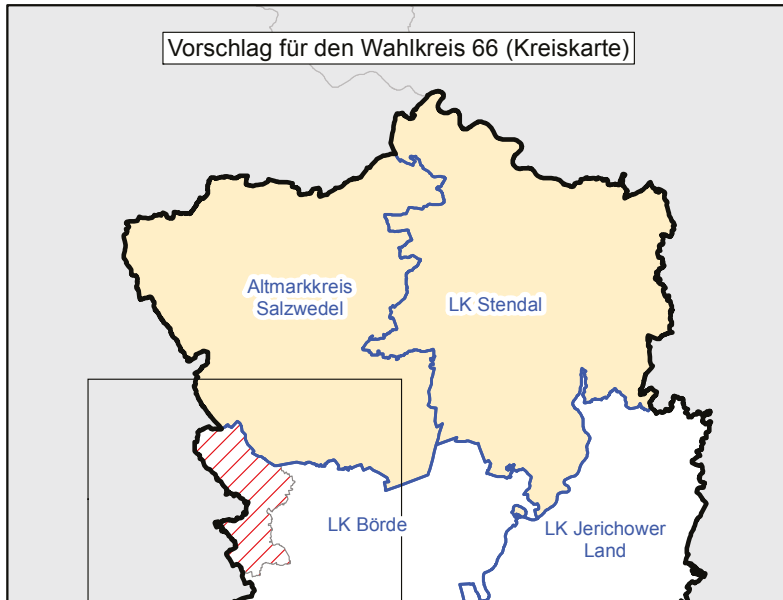 Vorschlag für den Wahlkreis 66 (Kreiskarte)
Altmarkkreis
Salzwedel
LK Stendal
LK Börde
LK Jerichower
Land